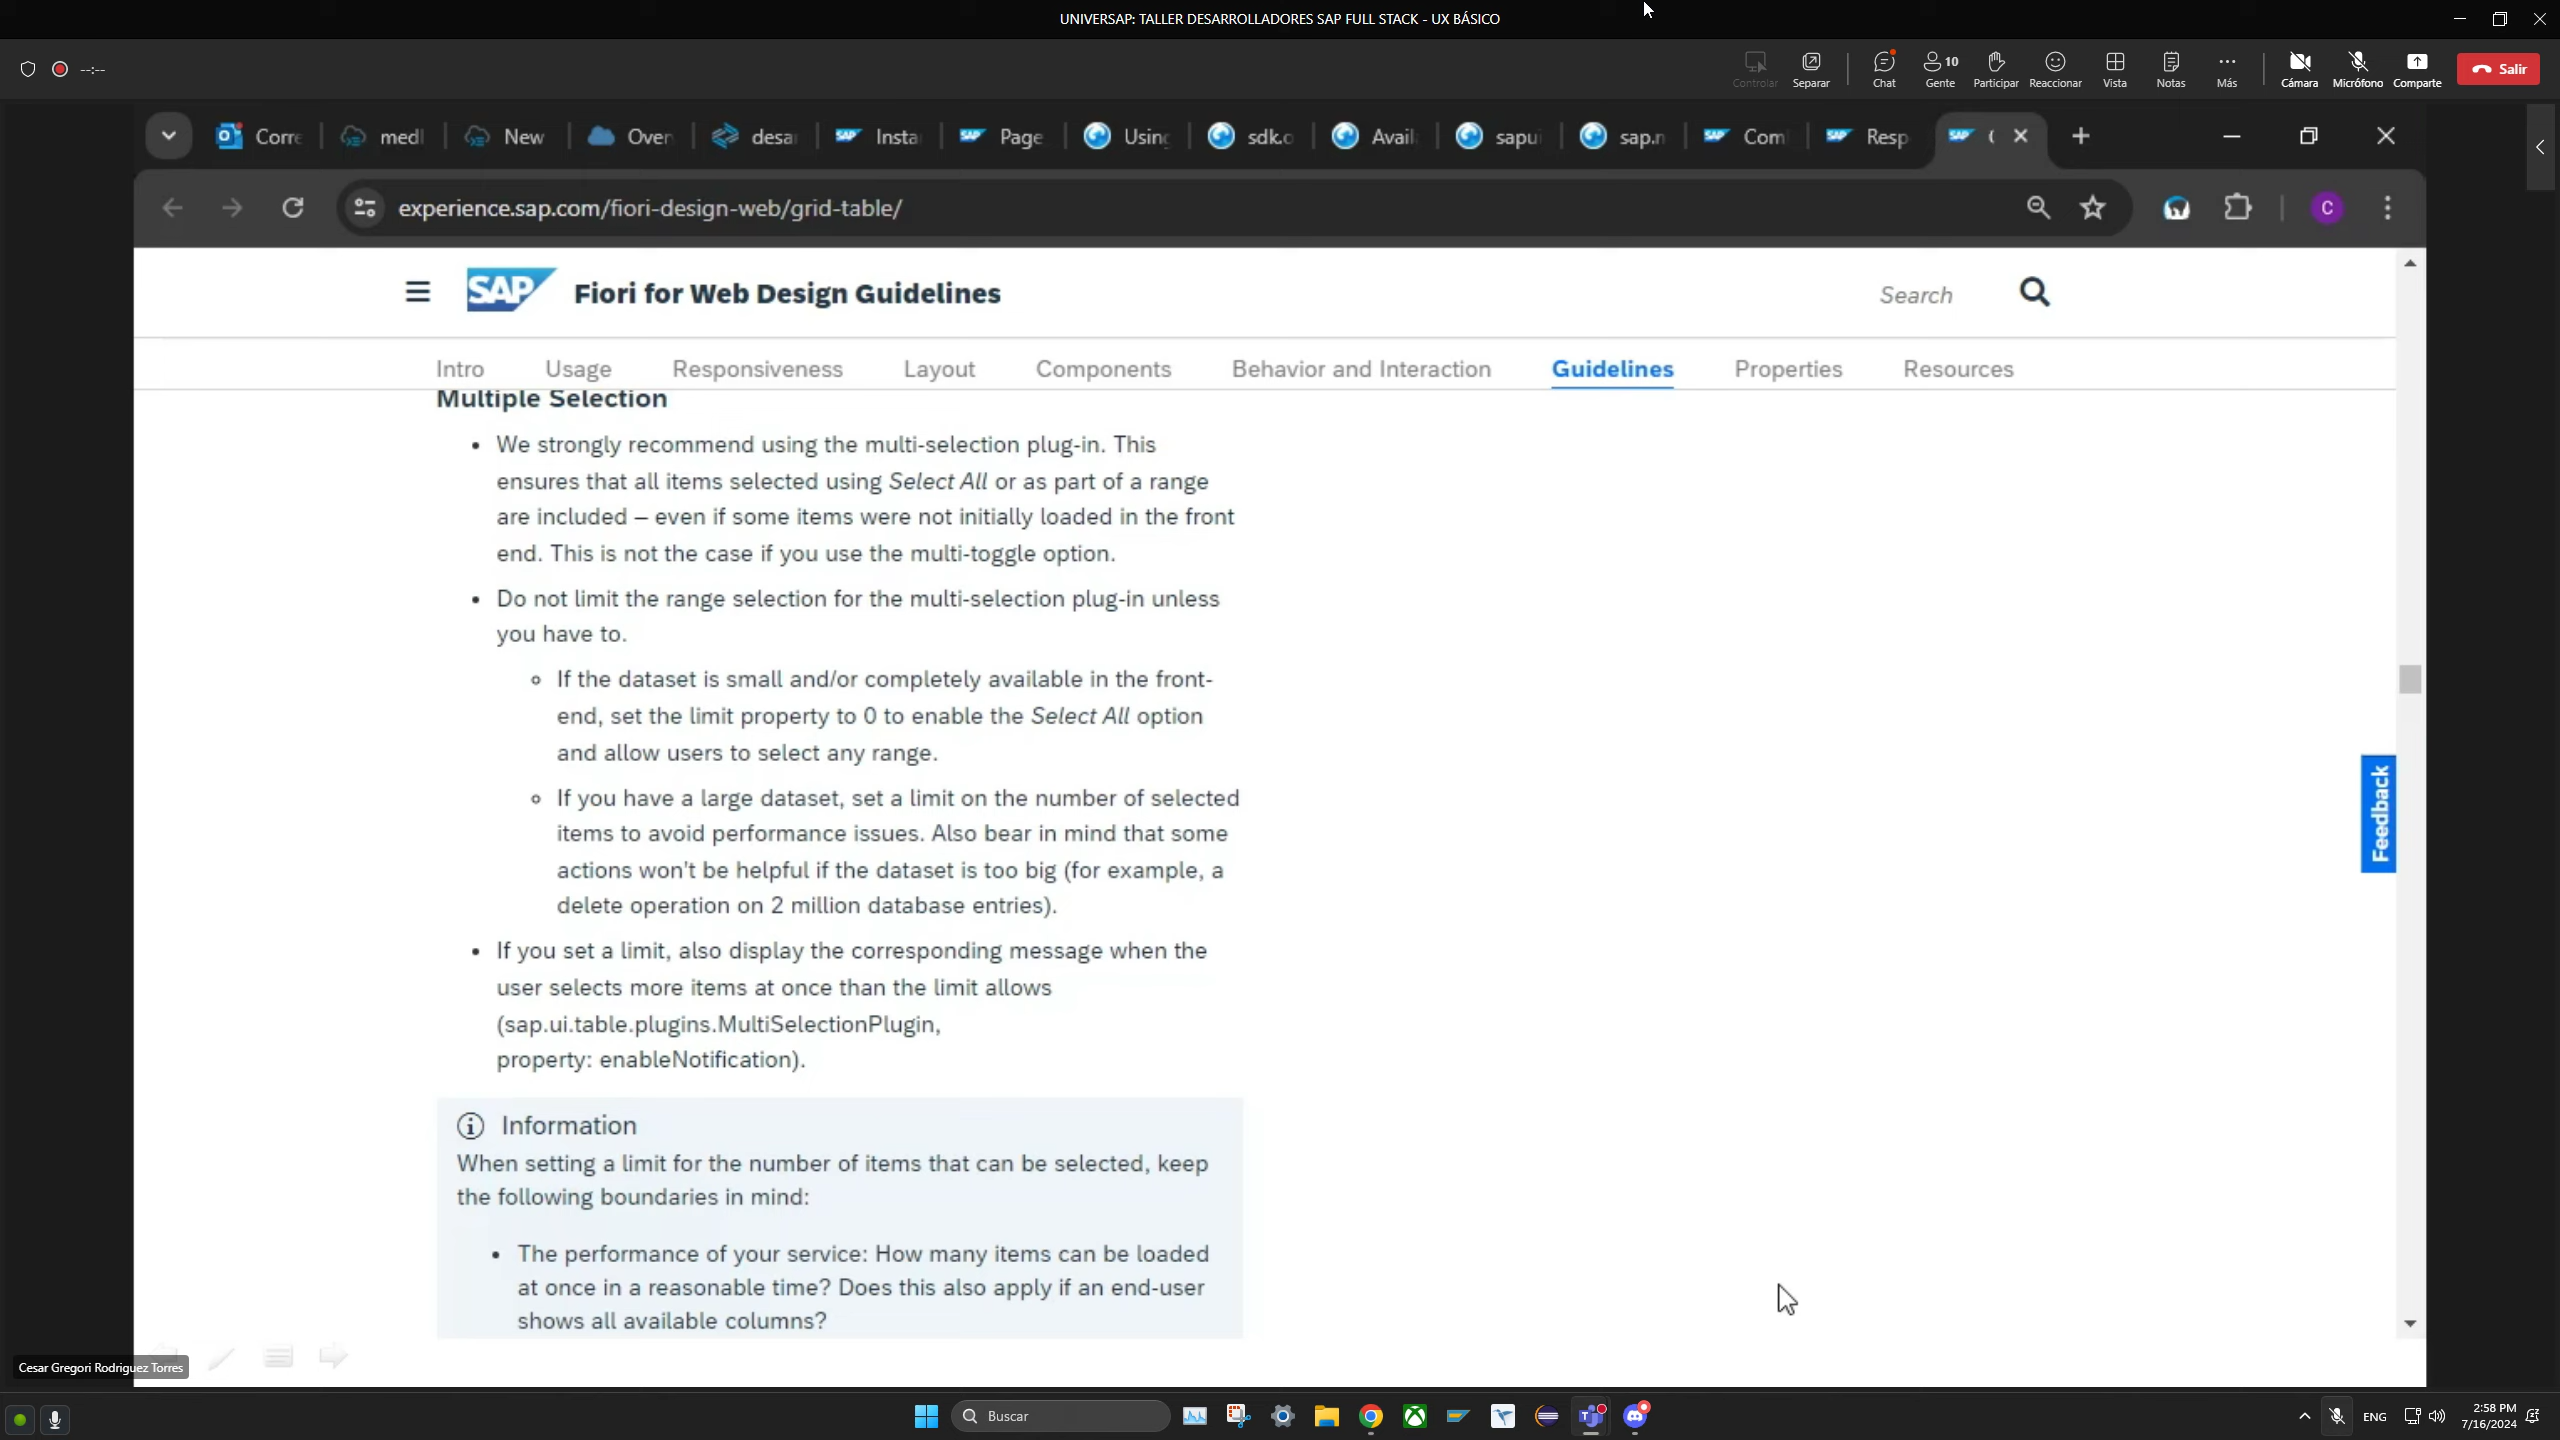 UNIVERSAP: TALLER DESARROLLADORES SAP FULL STACK - UX BÁSICO
--:--
Controlar
Separar
Chat
10
Gente
Participar
Reaccionar
Vista
Notas
Más
Cámara
Micrófono
Comparte
Salir
Corre
medl
New
Over
desa
SAP Insta
SAP Page
Using
sdk.o
Avail
sapui
sap.n
SAP Com
SAP Resp
SAP
experience.sap.com/fiori-design-web/grid-table/
C
SAP Fiori for Web Design Guidelines
Search
Intro Usage Responsiveness Layout Components Behavior and Interaction Guidelines Properties Resources
Multiple Selection
• We strongly recommend using the multi-selection plug-in. This
ensures that all items selected using Select All or as part of a range
are included – even if some items were not initially loaded in the front
end. This is not the case if you use the multi-toggle option.
• Do not limit the range selection for the multi-selection plug-in unless
you have to.
If the dataset is small and/or completely available in the front-
end, set the limit property to 0 to enable the Select All option
and allow users to select any range.
If you have a large dataset, set a limit on the number of selected
items to avoid performance issues. Also bear in mind that some
actions won't be helpful if the dataset is too big (for example, a
delete operation on 2 million database entries).
• If you set a limit, also display the corresponding message when the
user selects more items at once than the limit allows
(sap.ui.table.plugins.MultiSelectionPlugin,
property: enableNotification).
Feedback
Information
When setting a limit for the number of items that can be selected, keep
the following boundaries in mind:
• The performance of your service: How many items can be loaded
at once in a reasonable time? Does this also apply if an end-user
shows all available columns?
Cesar Gregori Rodriguez Torres
Buscar
ENG
2:58 PM
7/16/2024